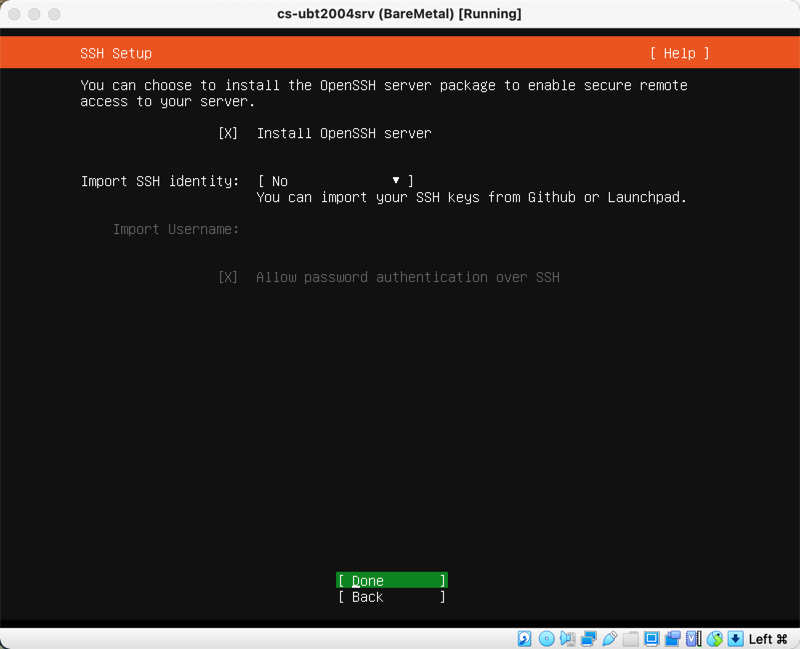 cs-ubt2004srv (BareMetal) [Running]
SSH Setup [ Help ]
You can choose to install the OpenSSH server package to enable secure remote
access to your server.
[X] Install OpenSSH server
Import SSH identity: [ No ▼ ]
You can import your SSH keys from Github or Launchpad.
Import Username:
[X] Allow password authentication over SSH
[ Done ]
[ Back ]
Left ⌘